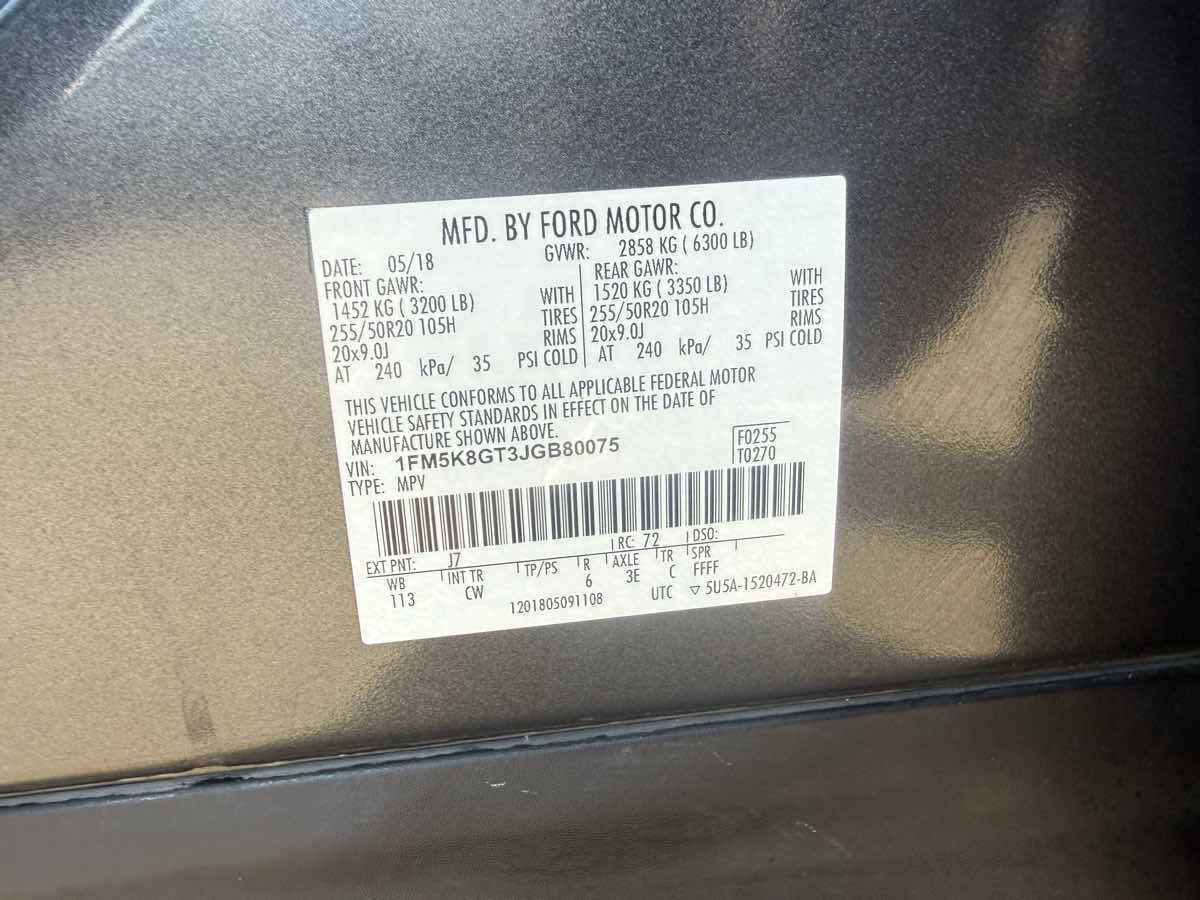 MFD. BY FORD MOTOR CO.
DATE: 05/18 GVWR: 2858 KG ( 6300 LB)
FRONT GAWR: REAR GAWR:
1452 KG ( 3200 LB) WITH 1520 KG ( 3350 LB) WITH
255/50R20 105H TIRES 255/50R20 105H TIRES
20x9.0J RIMS 20x9.0J RIMS
AT 240 kPa/ 35 PSI COLD AT 240 kPa/ 35 PSI COLD
THIS VEHICLE CONFORMS TO ALL APPLICABLE FEDERAL MOTOR
VEHICLE SAFETY STANDARDS IN EFFECT ON THE DATE OF
MANUFACTURE SHOWN ABOVE.
VIN: 1FM5K8GT3JGB80075 F0255
TYPE: MPV T0270
EXT PNT: J7 RC: 72 DSO:
WB INT TR TP/PS R AXLE TR SPR
113 CW 6 3E C FFFF
1201805091108 UTC ▽ 5U5A-1520472-BA